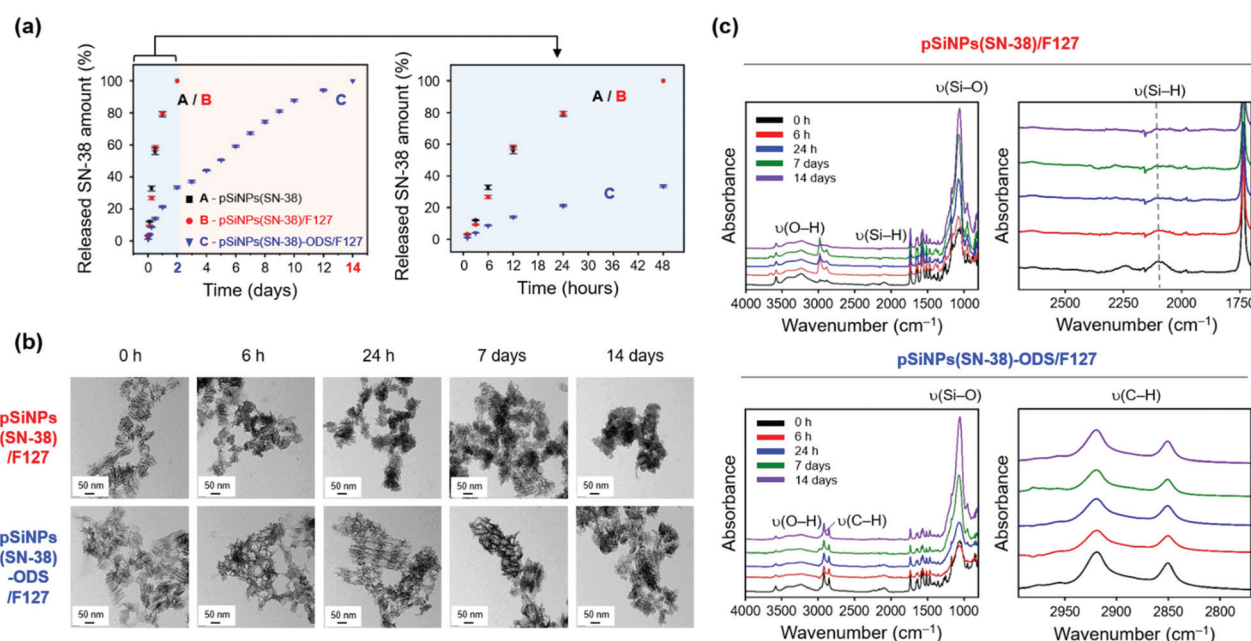 (a)
Released SN-38 amount (%)
100
80
60
40
20
0
A / B
C
A - pSiNPs(SN-38)
B - pSiNPs(SN-38)/F127
C - pSiNPs(SN-38)-ODS/F127
0 2 4 6 8 10 12 14
Time (days)
Released SN-38 amount (%)
100
80
60
40
20
0
A / B
C
0 6 12 18 24 30 36 42 48
Time (hours)
(b)
0 h 6 h 24 h 7 days 14 days
pSiNPs
(SN-38)
/F127
50 nm 50 nm 50 nm 50 nm 50 nm
pSiNPs
(SN-38)
-ODS
/F127
50 nm 50 nm 50 nm 50 nm 50 nm
(c)
pSiNPs(SN-38)/F127
Absorbance
υ(Si–O)
0 h
6 h
24 h
7 days
14 days
υ(O–H)
υ(Si–H)
4000 3500 3000 2500 2000 1500 1000
Wavenumber (cm⁻¹)
Absorbance
υ(Si–H)
2500 2250 2000 1750
Wavenumber (cm⁻¹)
pSiNPs(SN-38)-ODS/F127
Absorbance
υ(Si–O)
0 h
6 h
24 h
7 days
14 days
υ(O–H)
υ(C–H)
4000 3500 3000 2500 2000 1500 1000
Wavenumber (cm⁻¹)
Absorbance
υ(C–H)
2950 2900 2850 2800
Wavenumber (cm⁻¹)